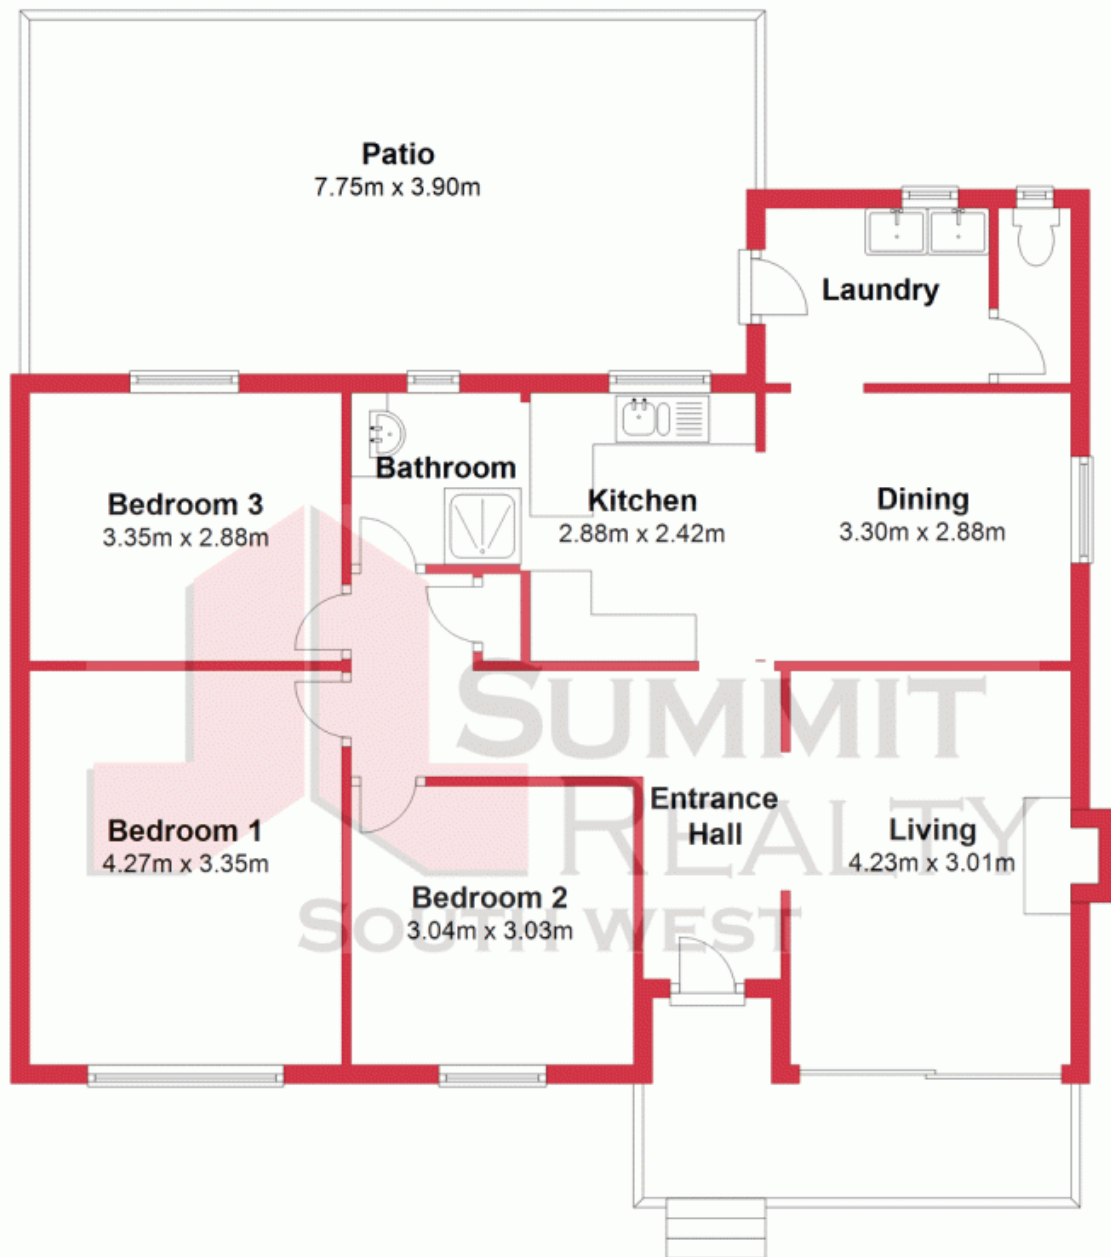 Patio
7.75m x 3.90m
Laundry
Bathroom
Bedroom 3
3.35m x 2.88m
Kitchen
2.88m x 2.42m
Dining
3.30m x 2.88m
SUMMIT
REALTY
SOUTH WEST
Bedroom 1
4.27m x 3.35m
Entrance
Hall
Living
4.23m x 3.01m
Bedroom 2
3.04m x 3.03m